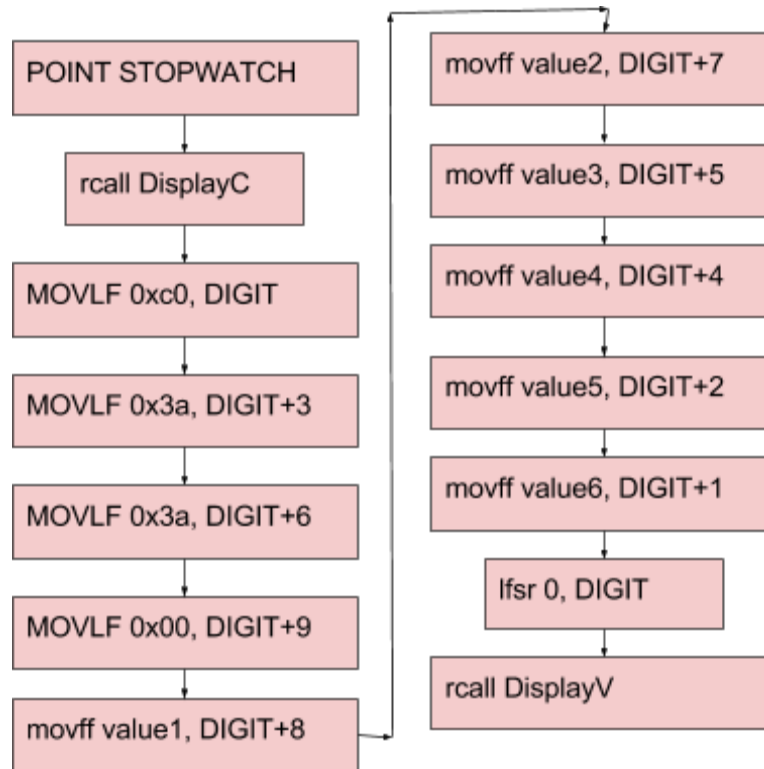 POINT STOPWATCH
rcall DisplayC
MOVLF 0xc0, DIGIT
MOVLF 0x3a, DIGIT+3
MOVLF 0x3a, DIGIT+6
MOVLF 0x00, DIGIT+9
movff value1, DIGIT+8
movff value2, DIGIT+7
movff value3, DIGIT+5
movff value4, DIGIT+4
movff value5, DIGIT+2
movff value6, DIGIT+1
lfsr 0, DIGIT
rcall DisplayV